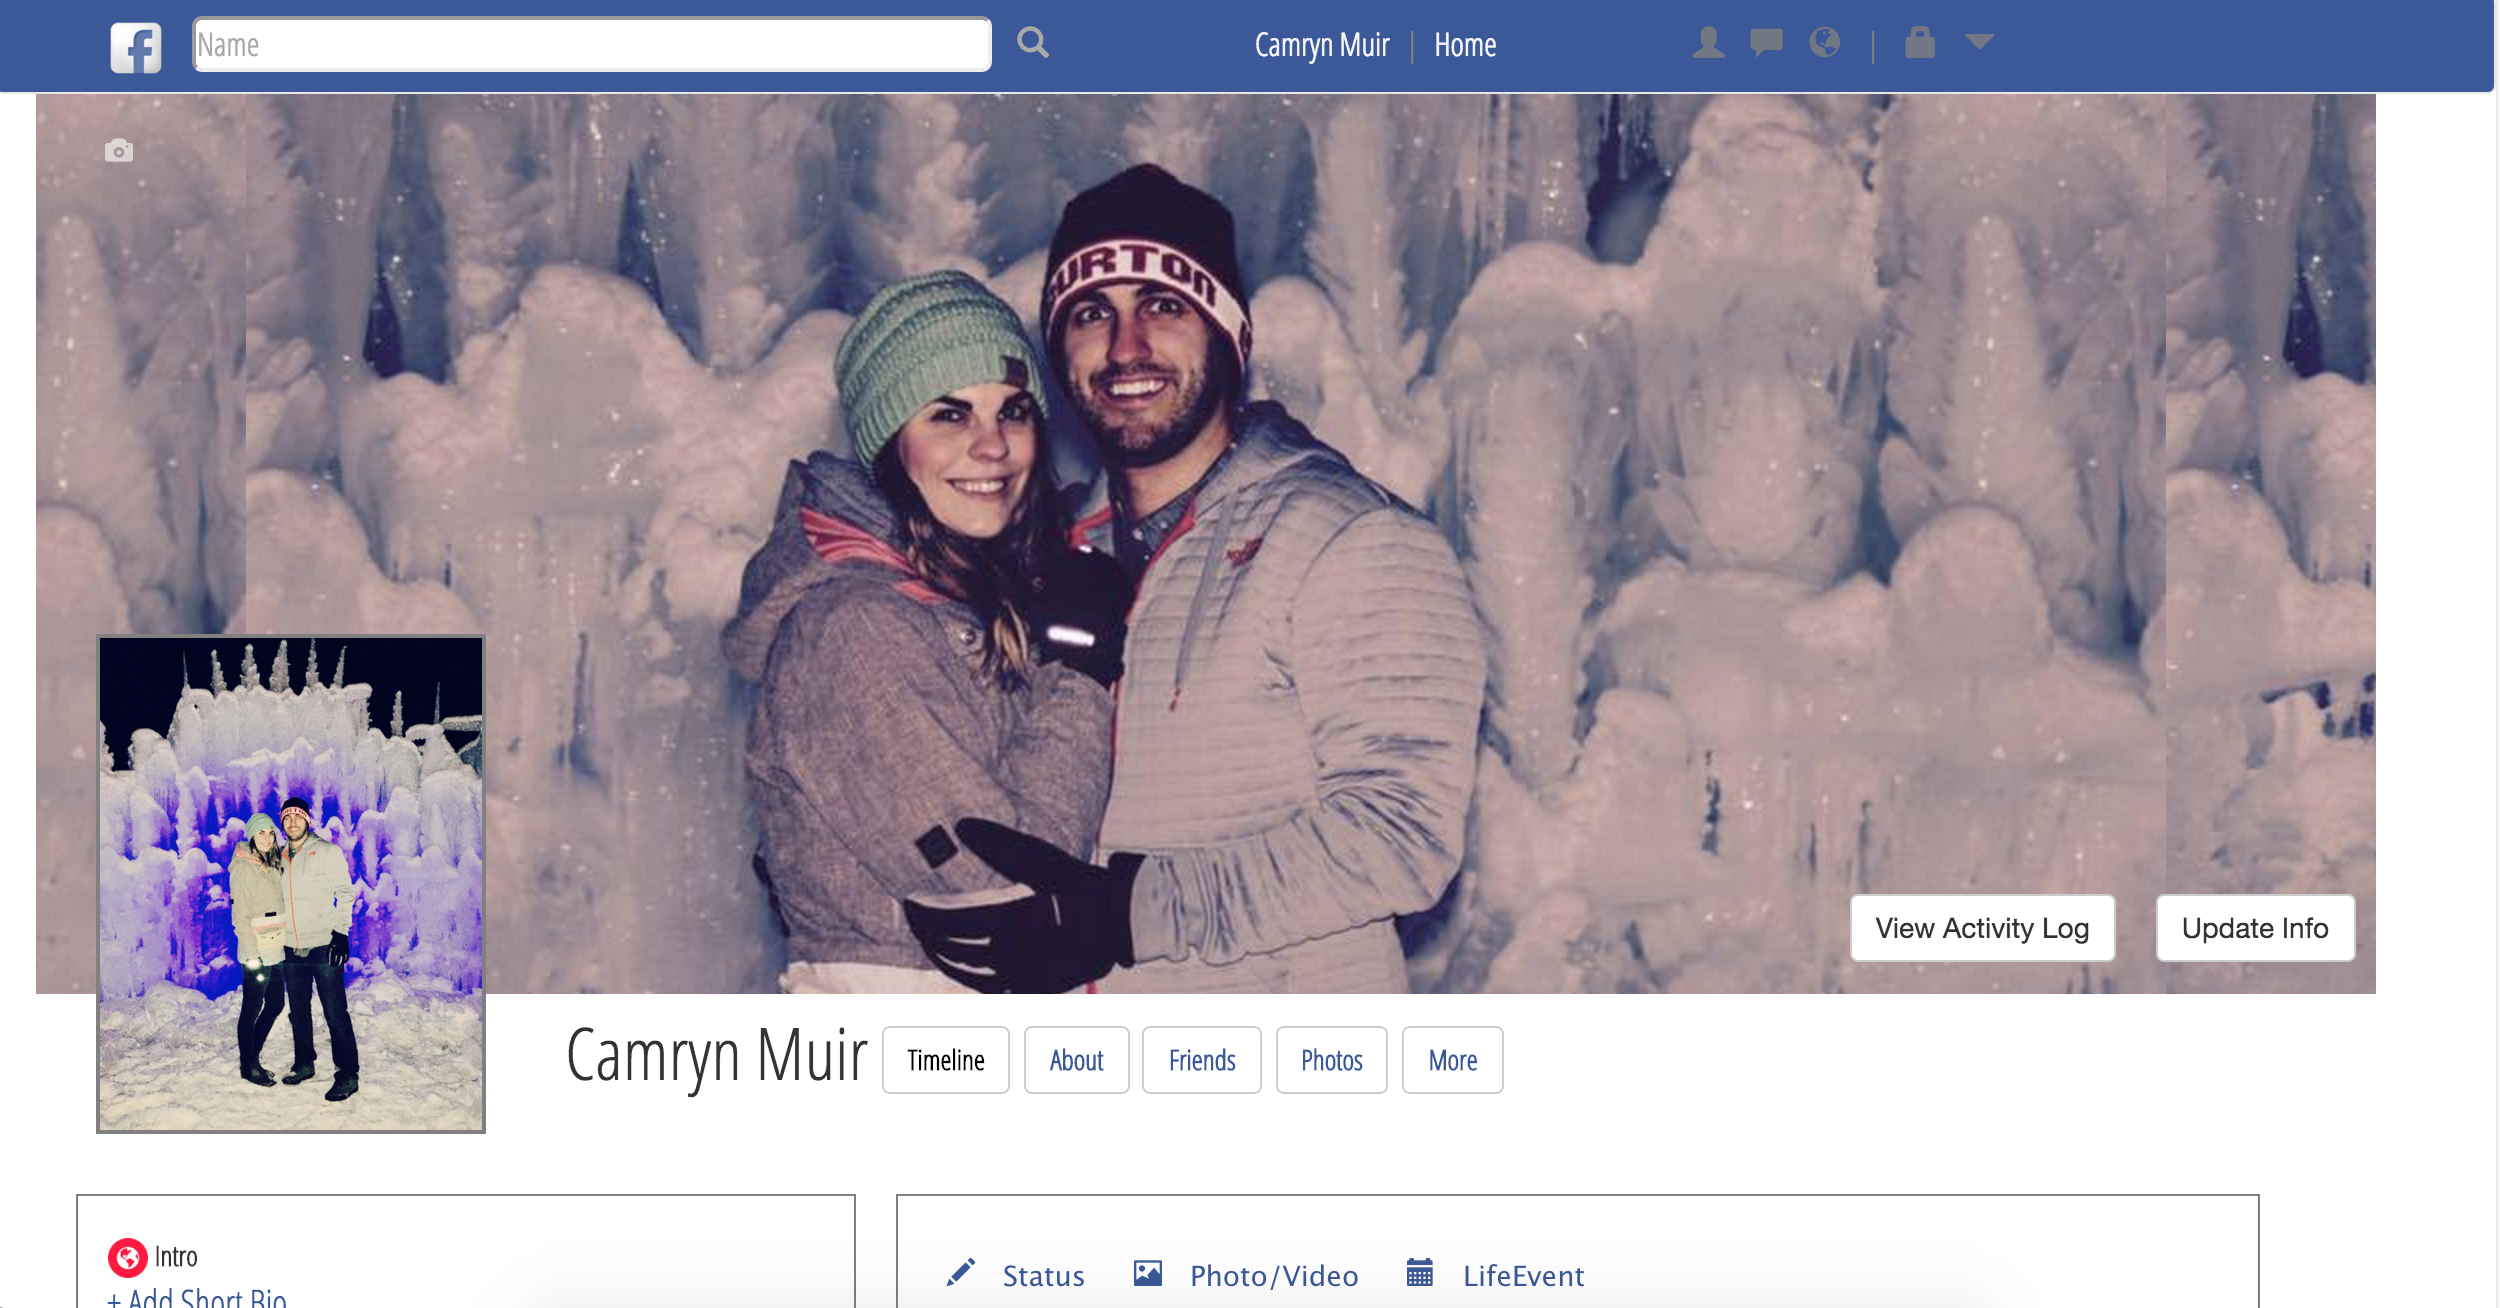 f
Name
Camryn Muir | Home
BURTON
View Activity Log
Update Info
Camryn Muir
Timeline
About
Friends
Photos
More
Intro
+ Add Short Bio
Status
Photo/Video
LifeEvent